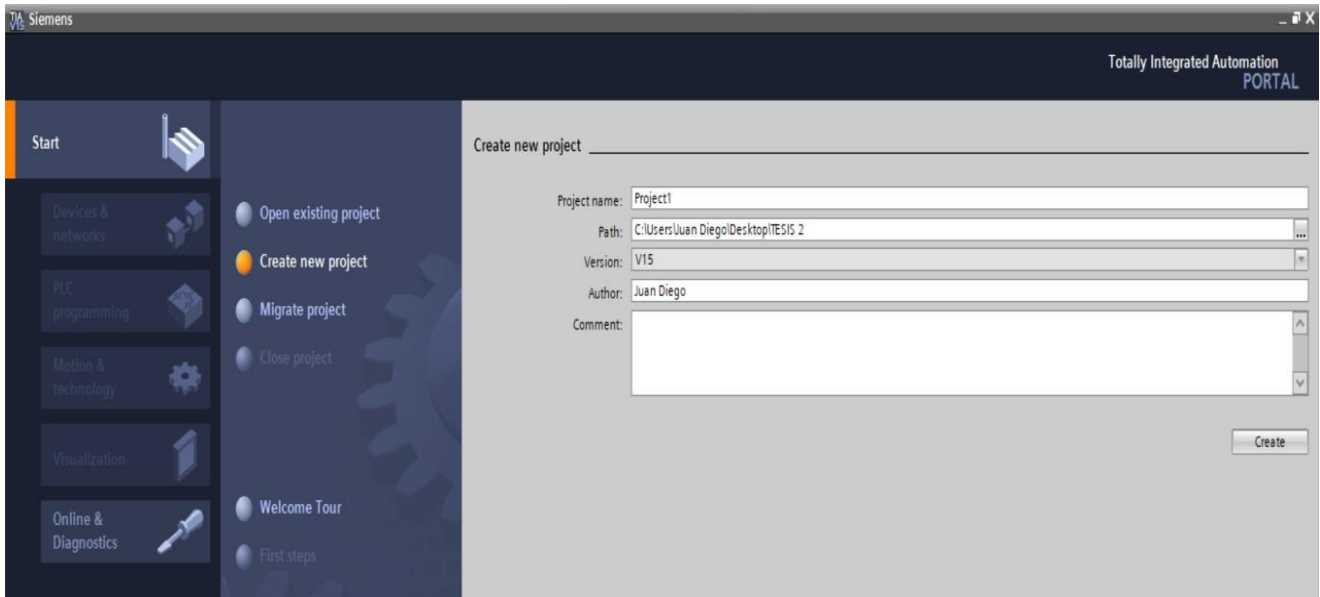 TIA V15 Siemens
Totally Integrated Automation
PORTAL
Start
Devices &
networks
PLC
programming
Motion &
technology
Visualization
Online &
Diagnostics
Open existing project
Create new project
Migrate project
Close project
Welcome Tour
First steps
Create new project
Project name: Project1
Path: C:\Users\Juan Diego\Desktop\TESIS 2
...
Version: V15
Author: Juan Diego
Comment:
Create